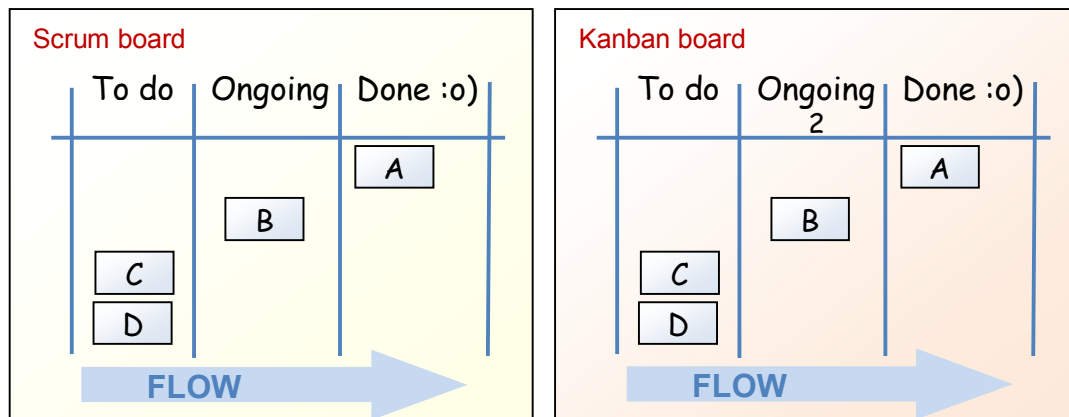 Scrum board
To do Ongoing Done :o)
A
B
C
D
FLOW
Kanban board
To do Ongoing Done :o)
2
A
B
C
D
FLOW